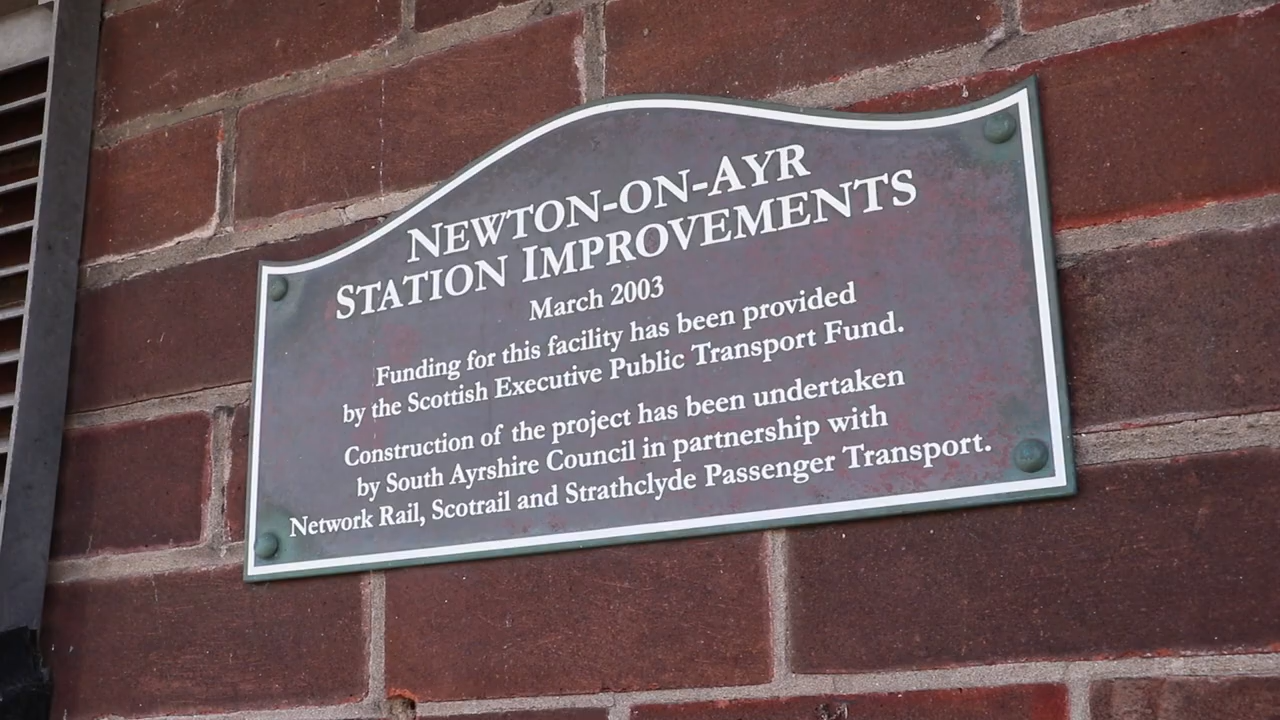 NEWTON-ON-AYR
STATION IMPROVEMENTS
March 2003
Funding for this facility has been provided
by the Scottish Executive Public Transport Fund.
Construction of the project has been undertaken
by South Ayrshire Council in partnership with
Network Rail, Scotrail and Strathclyde Passenger Transport.